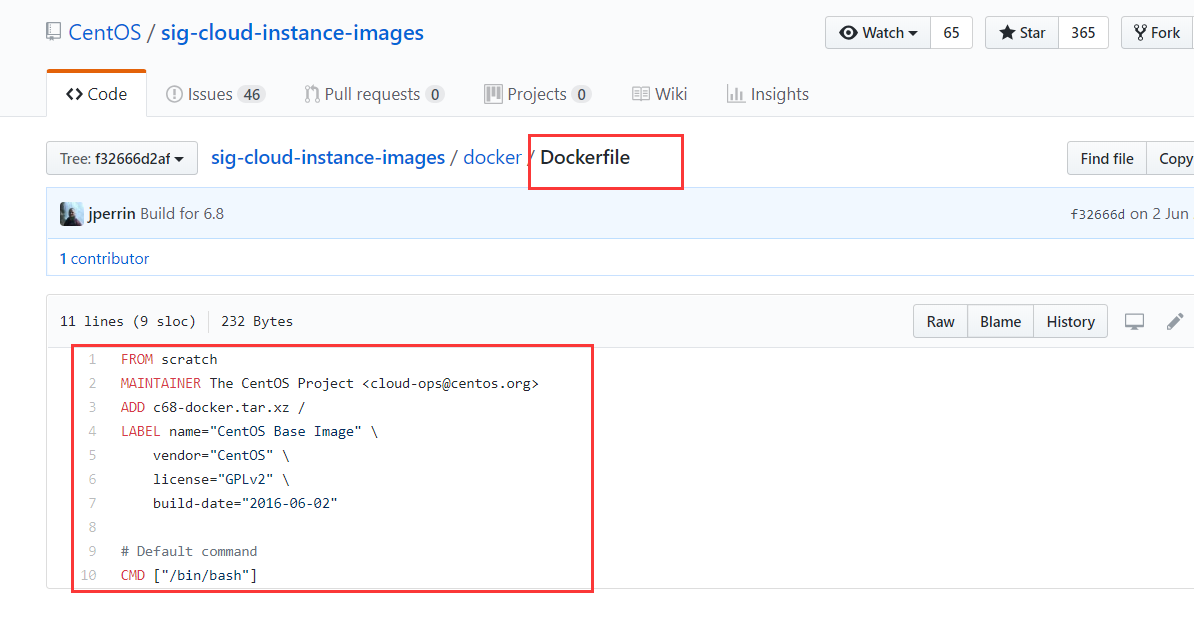 CentOS / sig-cloud-instance-images
Watch 65 Star 365 Fork
Code Issues 46 Pull requests 0 Projects 0 Wiki Insights
Tree: f32666d2af sig-cloud-instance-images / docker / Dockerfile
Find file Copy
jperrin Build for 6.8
f32666d on 2 Jun
1 contributor
11 lines (9 sloc) 232 Bytes
Raw Blame History
1 FROM scratch
2 MAINTAINER The CentOS Project <cloud-ops@centos.org>
3 ADD c68-docker.tar.xz /
4 LABEL name="CentOS Base Image" \
5     vendor="CentOS" \
6     license="GPLv2" \
7     build-date="2016-06-02"
8
9 # Default command
10 CMD ["/bin/bash"]